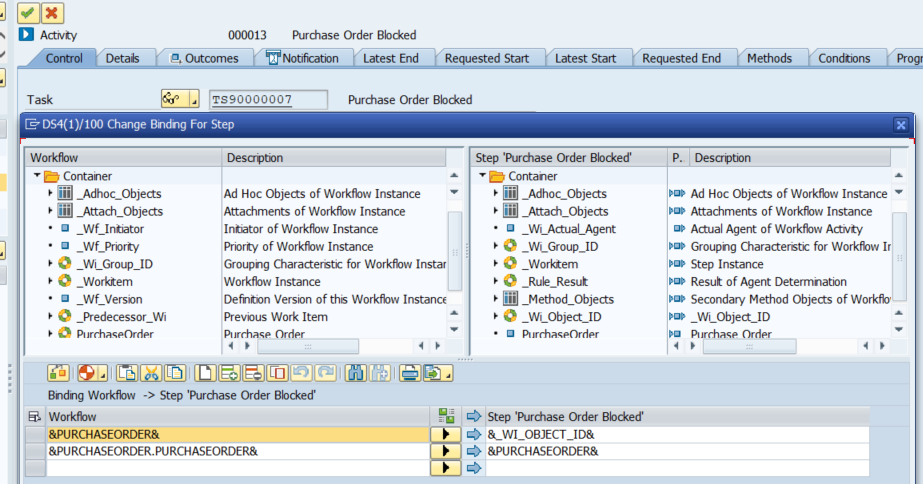 Activity 000013 Purchase Order Blocked
Control Details Outcomes Notification Latest End Requested Start Latest Start Requested End Methods Conditions Progr
Task TS90000007 Purchase Order Blocked
DS4(1)/100 Change Binding For Step
Workflow Description Step 'Purchase Order Blocked' P. Description
Container Container
_Adhoc_Objects Ad Hoc Objects of Workflow Instance _Adhoc_Objects Ad Hoc Objects of Workflow Instance
_Attach_Objects Attachments of Workflow Instance _Attach_Objects Attachments of Workflow Instance
_Wf_Initiator Initiator of Workflow Instance _Wi_Actual_Agent Actual Agent of Workflow Activity
_Wf_Priority Priority of Workflow Instance _Wi_Group_ID Grouping Characteristic for Workflow Ir
_Wi_Group_ID Grouping Characteristic for Workflow Instar _Workitem Step Instance
_Workitem Workflow Instance _Rule_Result Result of Agent Determination
_Wf_Version Definition Version of this Workflow Instance _Method_Objects Secondary Method Objects of Workflo
_Predecessor_Wi Previous Work Item _Wi_Object_ID _Wi_Object_ID
PurchaseOrder Purchase Order PurchaseOrder Purchase Order
Binding Workflow -> Step 'Purchase Order Blocked'
Workflow Step 'Purchase Order Blocked'
&PURCHASEORDER& &_WI_OBJECT_ID&
&PURCHASEORDER.PURCHASEORDER& &PURCHASEORDER&